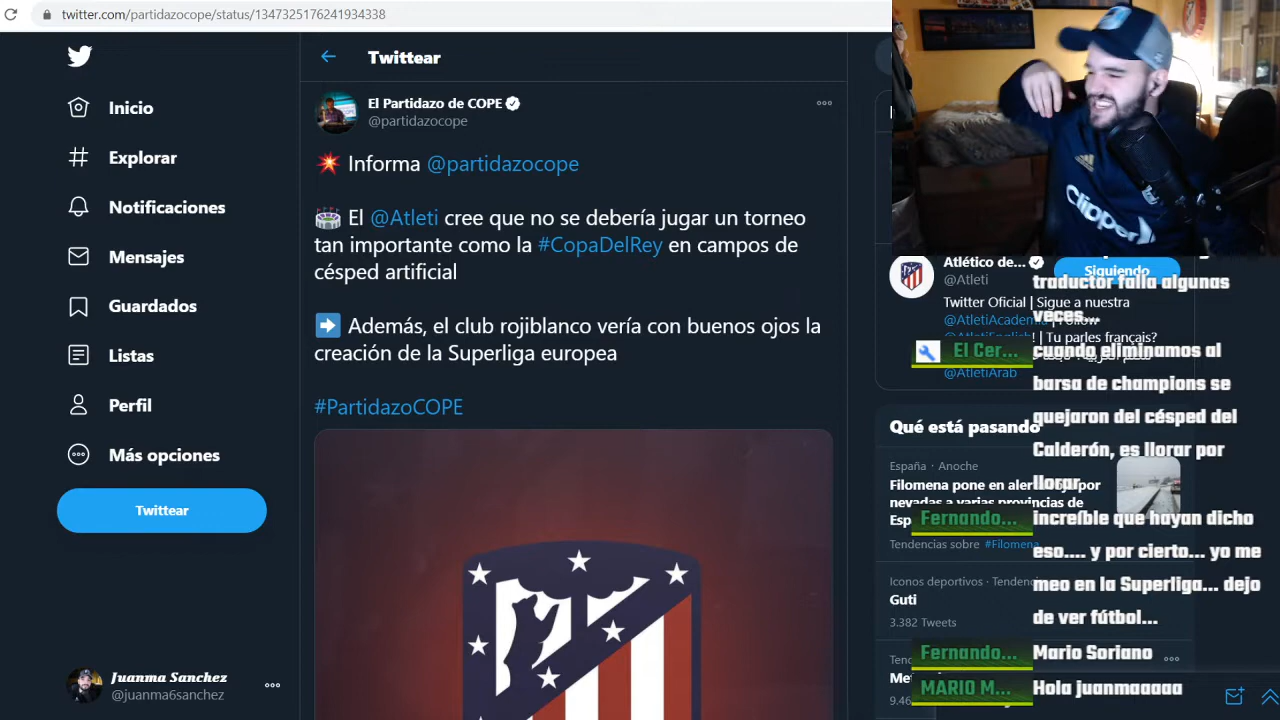 twitter.com/partidazocope/status/1347325176241934338
Inicio
Explorar
Notificaciones
Mensajes
Guardados
Listas
Perfil
Más opciones
Twittear
Juanma Sanchez
@juanma6sanchez
Twittear
El Partidazo de COPE
@partidazocope
Informa @partidazocope
El @Atleti cree que no se debería jugar un torneo
tan importante como la #CopaDelRey en campos de
césped artificial
Además, el club rojiblanco vería con buenos ojos la
creación de la Superliga europea
#PartidazoCOPE
Clipper
Atlético de...
@Atleti
Siguiendo
Twitter Oficial | Sigue a nuestra
@AtletiAcademia | Follow
! | Tu parles français?
@AtletiArab
Qué está pasando
España · Anoche
Filomena pone en alerta
por
nevadas a varias provincias de
Esp
Tendencias sobre #Filomena
Iconos deportivos · Tendenc
Guti
3.382 Tweets
Tend
Me
9.46
traductor falla algunas
veces...
El Cer... cuando eliminamos al
barsa de champions se
quejaron del césped del
Calderón, es llorar por
llorar
Fernando... increíble que hayan dicho
eso.... y por cierto... yo me
meo en la Superliga... dejo
de ver fútbol...
Fernando... Mario Soriano
MARIO M... Hola juanmaaaaa